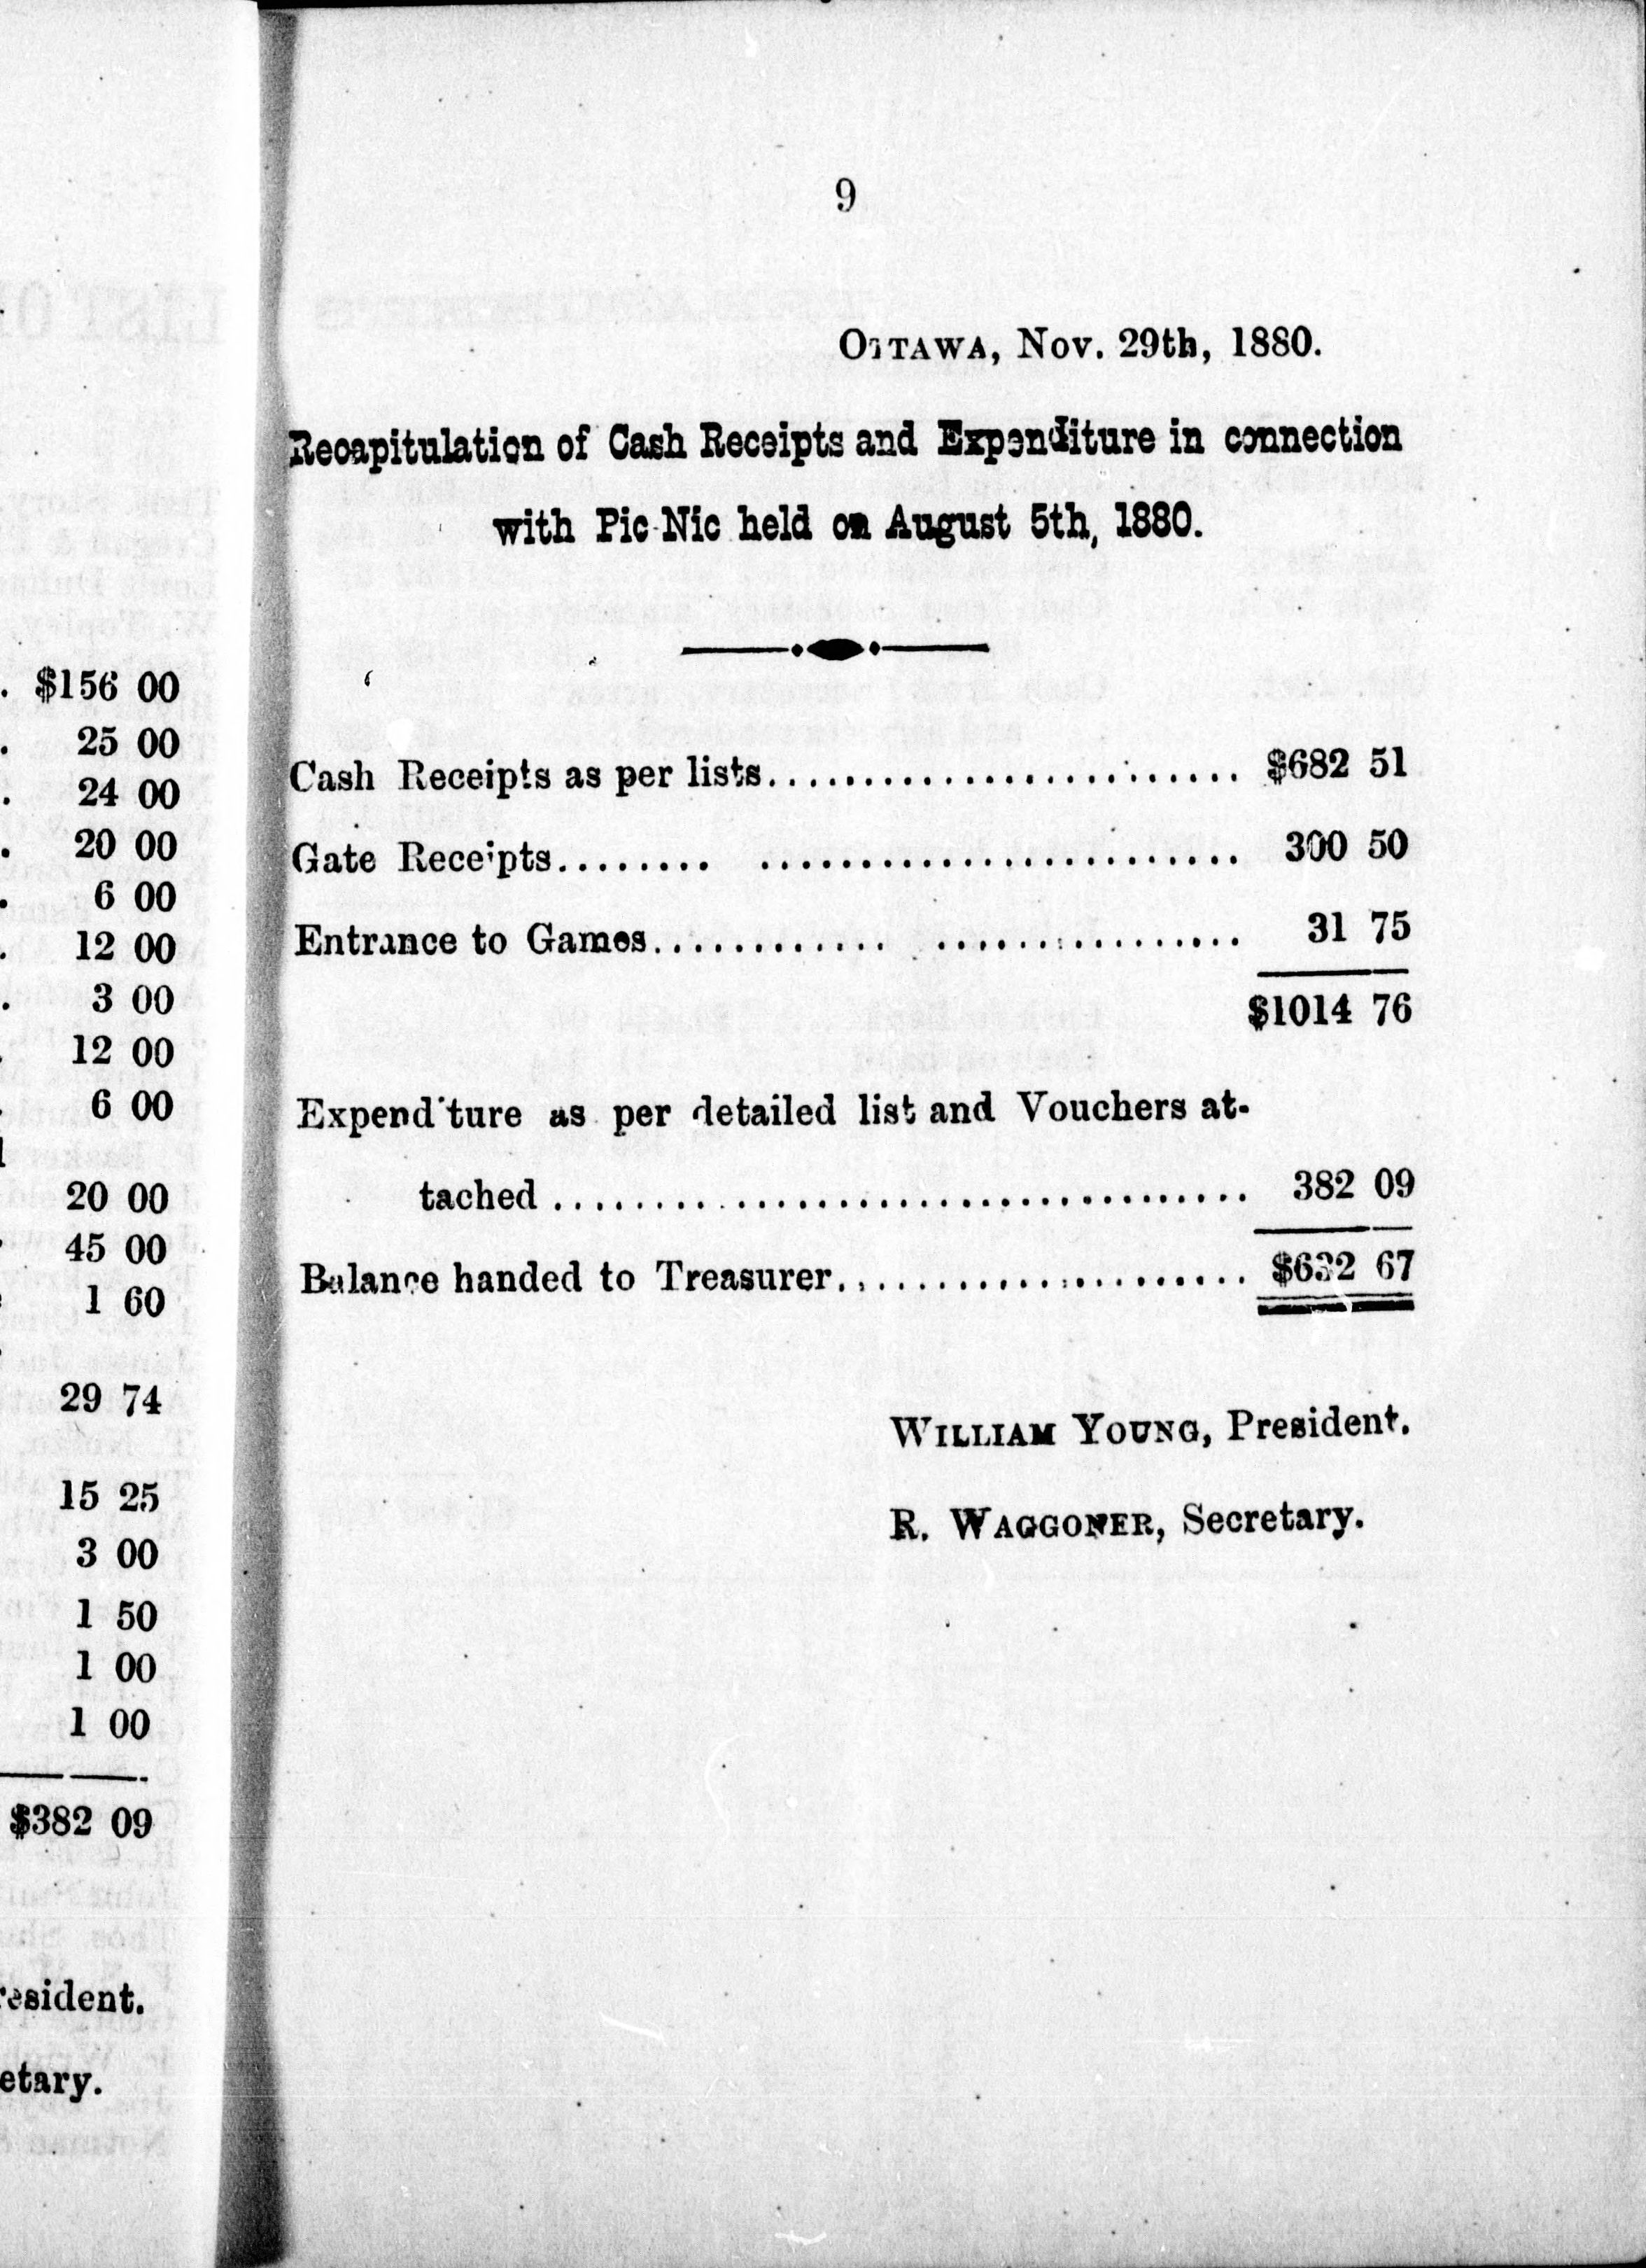 . $156 00
. 25 00
. 24 00
. 20 00
. 6 00
. 12 00
. 3 00
. 12 00
. 6 00
20 00
45 00
1 60
29 74
15 25
3 00
1 50
1 00
1 00
$382 09
resident.
etary.
9
OTTAWA, Nov. 29th, 1880.
Recapitulation of Cash Receipts and Expenditure in connection
with Pic-Nic held on August 5th, 1880.
Cash Receipts as per lists........................ $682 51
Gate Receipts........ ........................ 300 50
Entrance to Games............ ............... 31 75
$1014 76
Expenditure as per detailed list and Vouchers at-
tached .................................. 382 09
Balance handed to Treasurer.................... $632 67
WILLIAM YOUNG, President.
R. WAGGONER, Secretary.